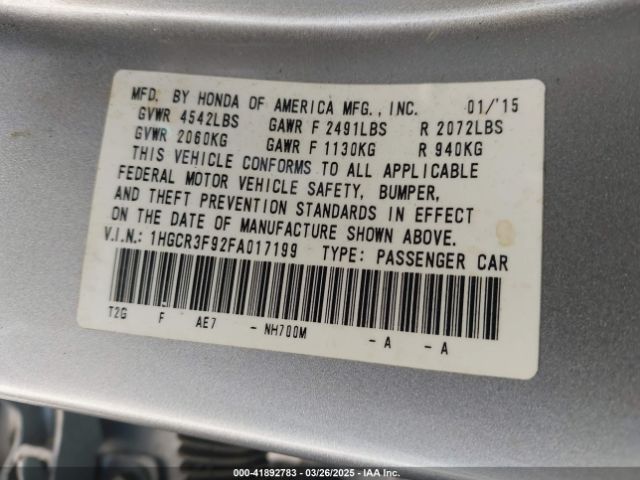 MFD. BY HONDA OF AMERICA MFG., INC. 01/'15
GVWR 4542LBS GAWR F 2491LBS R 2072LBS
GVWR 2060KG GAWR F 1130KG R 940KG
THIS VEHICLE CONFORMS TO ALL APPLICABLE
FEDERAL MOTOR VEHICLE SAFETY, BUMPER,
AND THEFT PREVENTION STANDARDS IN EFFECT
ON THE DATE OF MANUFACTURE SHOWN ABOVE.
V.I.N.: 1HGCR3F92FA017199 TYPE: PASSENGER CAR
T2G F AE7 - NH700M - A - A
000-41892783 - 03/26/2025 - IAA Inc.